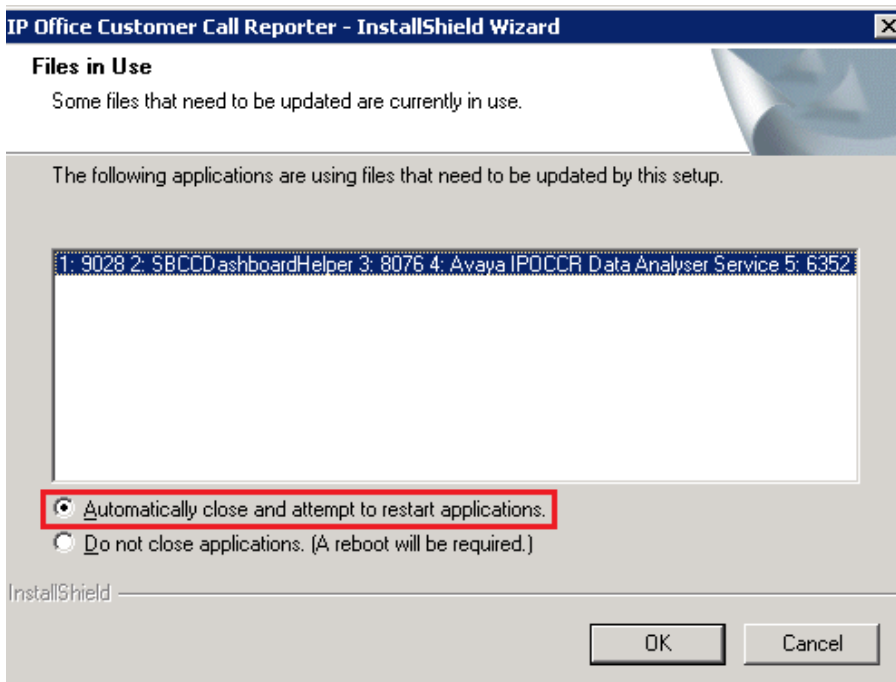 IP Office Customer Call Reporter - InstallShield Wizard
Files in Use
Some files that need to be updated are currently in use.
The following applications are using files that need to be updated by this setup.
1: 9028 2: SBCCDashboardHelper 3: 8076 4: Avaya IPOCCR Data Analyser Service 5: 6352
Automatically close and attempt to restart applications.
Do not close applications. (A reboot will be required.)
InstallShield
OK Cancel